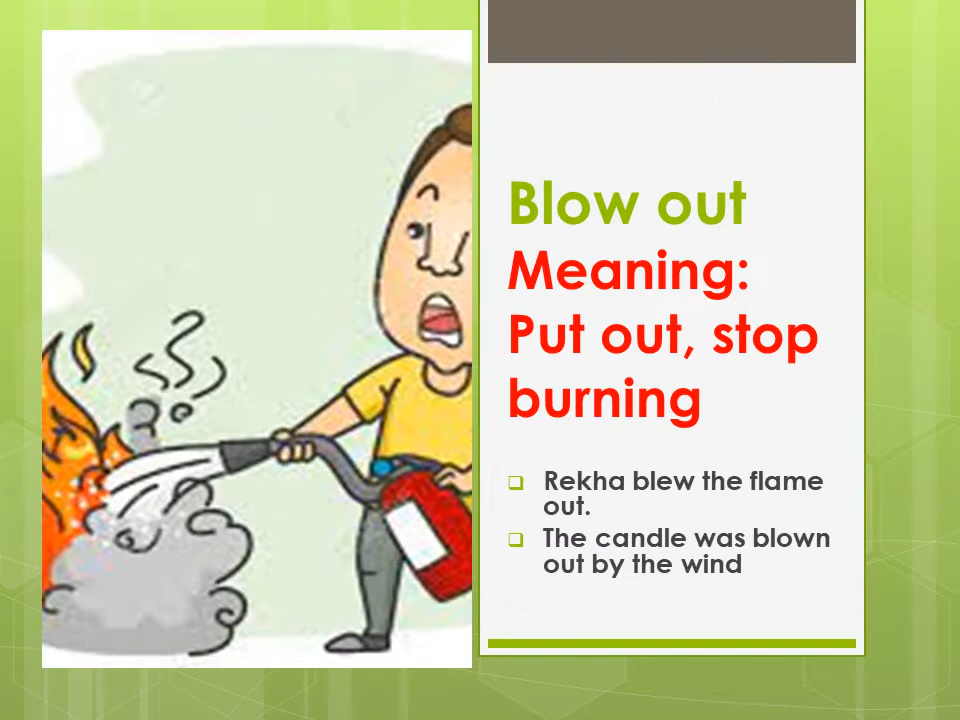 Blow out
Meaning:
Put out, stop
burning
Rekha blew the flame
out.
The candle was blown
out by the wind